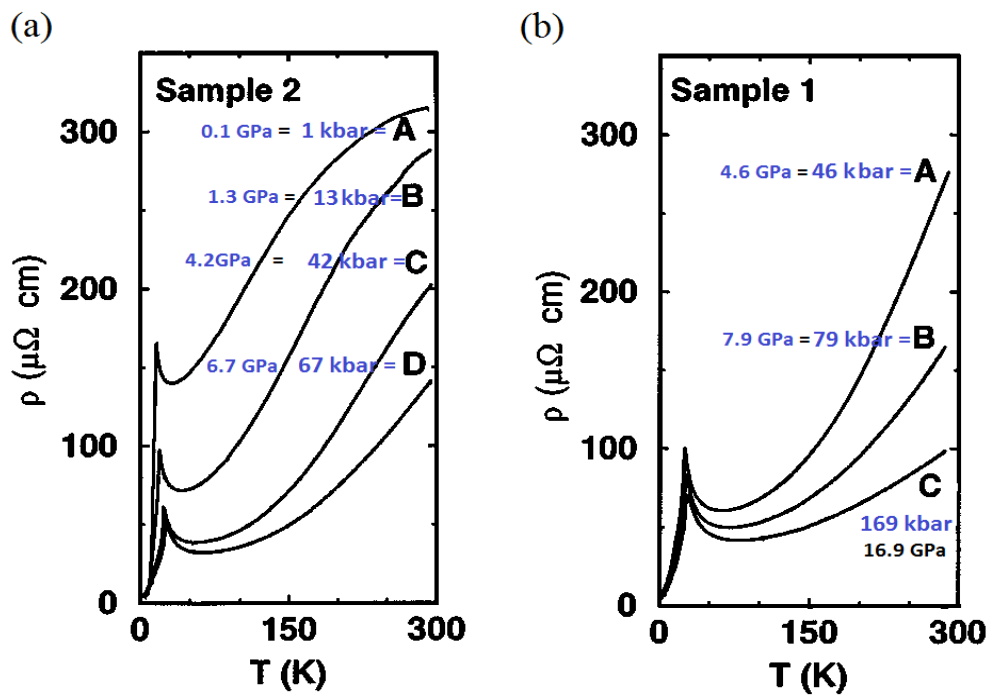 (a)
Sample 2
0.1 GPa = 1 kbar = A
300
1.3 GPa = 13 kbar= B
4.2GPa = 42 kbar = C
200
6.7 GPa 67 kbar = D
100
0
0 150 300
T (K)
ρ (μΩ cm)
(b)
Sample 1
300
4.6 GPa = 46 kbar = A
200
7.9 GPa = 79 kbar = B
100
C
169 kbar
16.9 GPa
0
0 150 300
T (K)
ρ (μΩ cm)